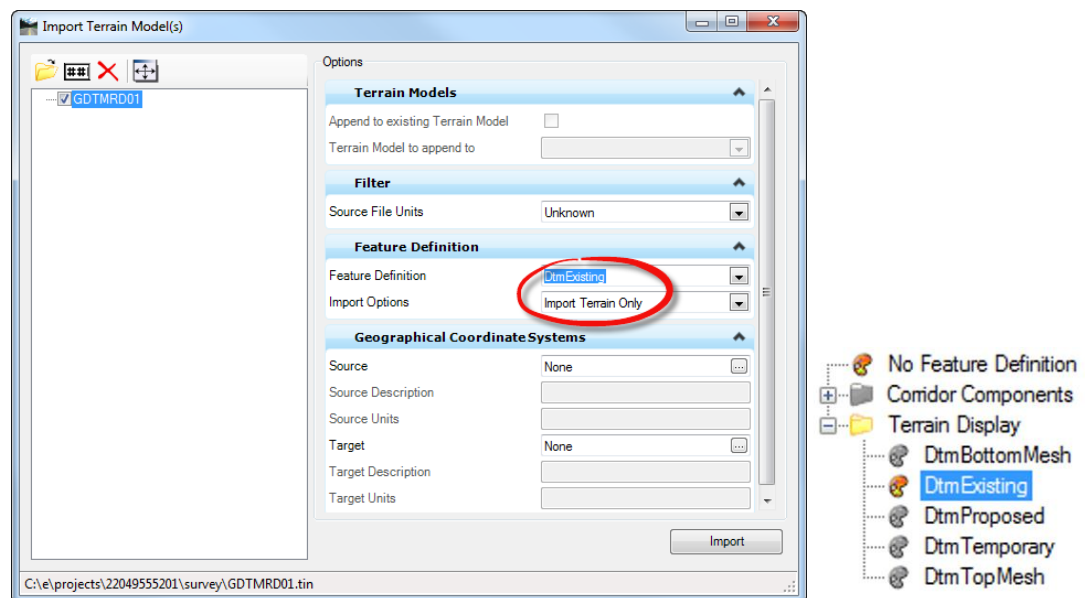 Import Terrain Model(s)
##
GDTMRD01
Options
Terrain Models
Append to existing Terrain Model
Terrain Model to append to
Filter
Source File Units Unknown
Feature Definition
Feature Definition DtmExisting
Import Options Import Terrain Only
Geographical Coordinate Systems
Source None ...
Source Description
Source Units
Target None ...
Target Description
Target Units
Import
C:\e\projects\22049555201\survey\GDTMRD01.tin
No Feature Definition
Corridor Components
Terrain Display
DtmBottomMesh
DtmExisting
DtmProposed
DtmTemporary
DtmTopMesh